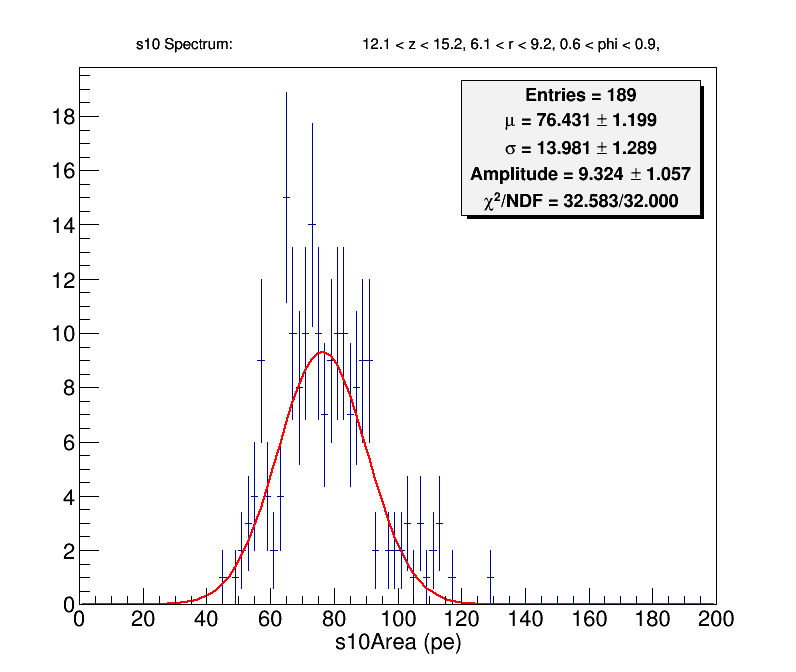 s10 Spectrum: 12.1 < z < 15.2, 6.1 < r < 9.2, 0.6 < phi < 0.9,
Entries = 189
μ = 76.431 ± 1.199
σ = 13.981 ± 1.289
Amplitude = 9.324 ± 1.057
χ²/NDF = 32.583/32.000
18
16
14
12
10
8
6
4
2
0
0 20 40 60 80 100 120 140 160 180 200
s10Area (pe)